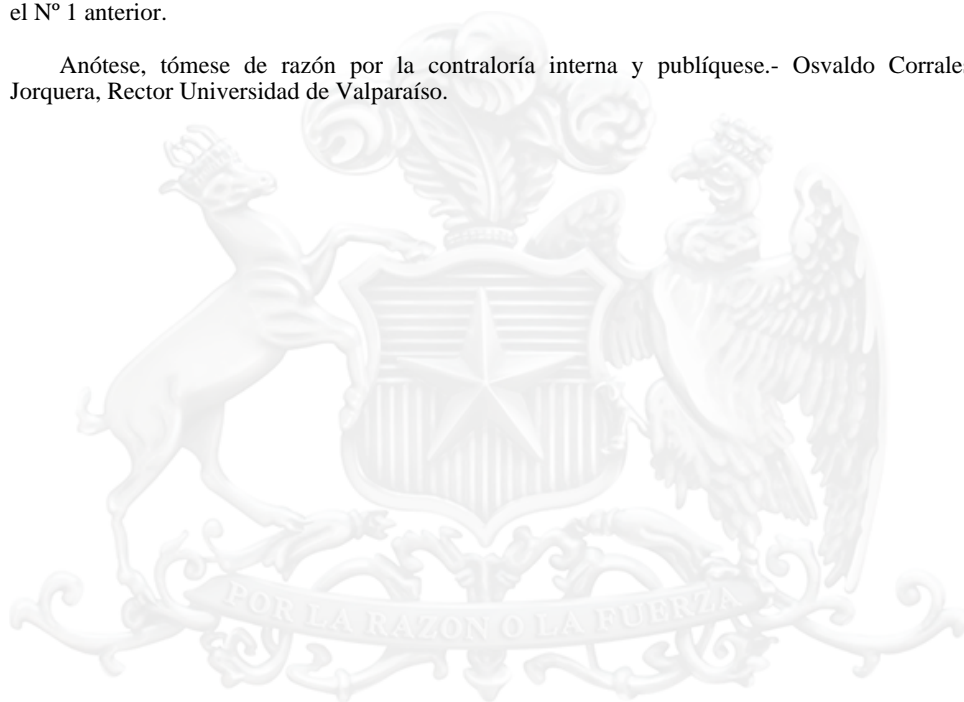 el Nº 1 anterior.
Anótese, tómese de razón por la contraloría interna y publíquese.- Osvaldo Corrale
Jorquera, Rector Universidad de Valparaíso.
POR LA RAZON O LA FUERZA